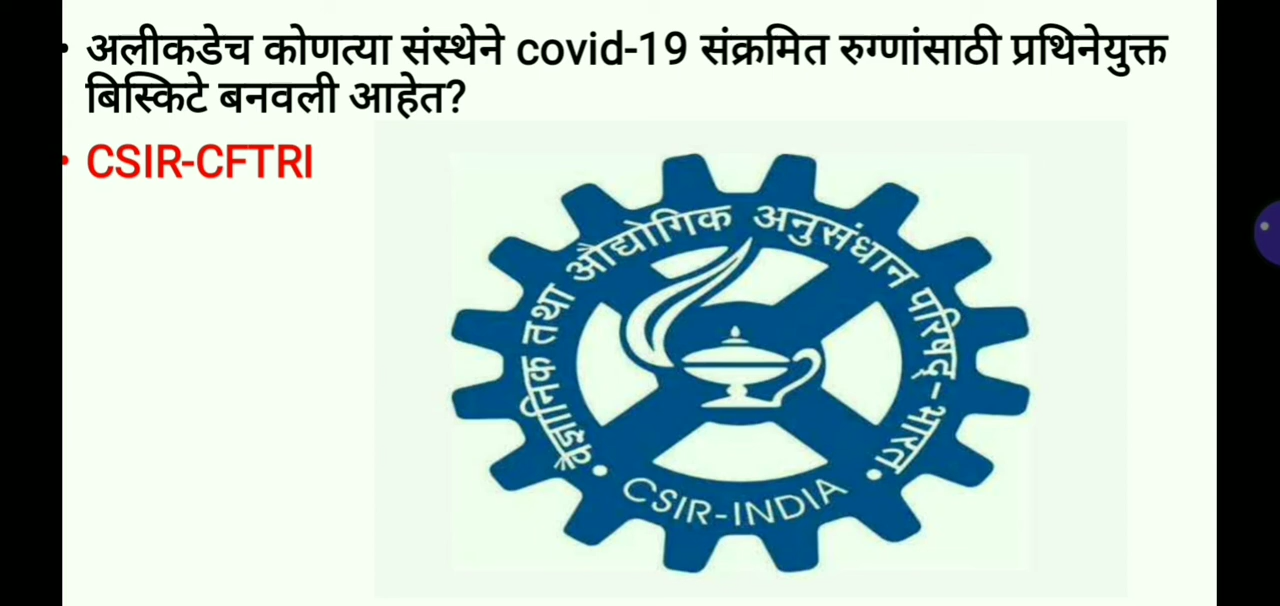 • अलीकडेच कोणत्या संस्थेने covid-19 संक्रमित रुग्णांसाठी प्रथिनेयुक्त
बिस्किटे बनवली आहेत?
• CSIR-CFTRI
वैज्ञानिक तथा औद्योगिक अनुसंधान परिषद्-भारत
CSIR-INDIA